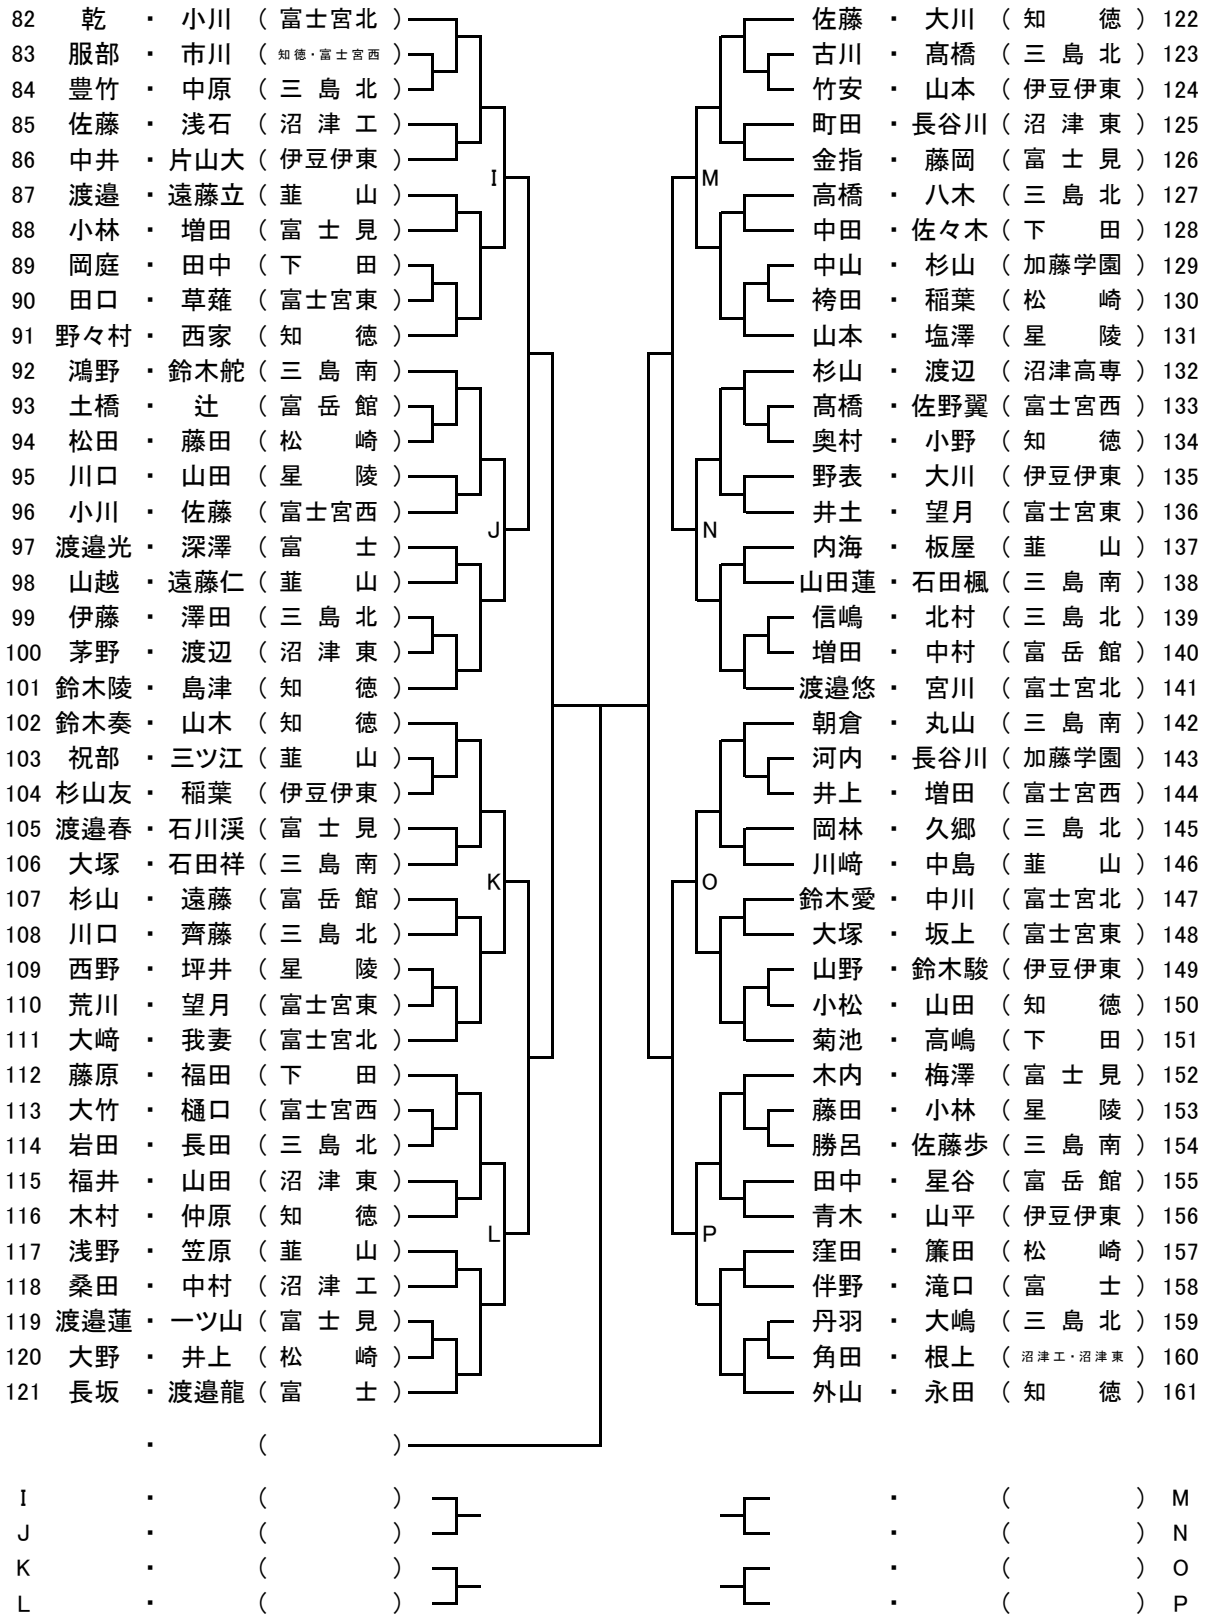 82 乾 ・ 小川 ( 富士宮北 ) 佐藤 ・ 大川 ( 知 徳 ) 122
83 服部 ・ 市川 ( 知徳・富士宮西 ) 古川 ・ 髙橋 ( 三 島 北 ) 123
84 豊竹 ・ 中原 ( 三 島 北 ) 竹安 ・ 山本 ( 伊豆伊東 ) 124
85 佐藤 ・ 浅石 ( 沼 津 工 ) 町田 ・ 長谷川 ( 沼 津 東 ) 125
86 中井 ・ 片山大 ( 伊豆伊東 ) 金指 ・ 藤岡 ( 富 士 見 ) 126
I M
87 渡邉 ・ 遠藤立 ( 韮 山 ) 高橋 ・ 八木 ( 三 島 北 ) 127
88 小林 ・ 増田 ( 富 士 見 ) 中田 ・ 佐々木 ( 下 田 ) 128
89 岡庭 ・ 田中 ( 下 田 ) 中山 ・ 杉山 ( 加藤学園 ) 129
90 田口 ・ 草薙 ( 富士宮東 ) 袴田 ・ 稲葉 ( 松 崎 ) 130
91 野々村 ・ 西家 ( 知 徳 ) 山本 ・ 塩澤 ( 星 陵 ) 131
92 鴻野 ・ 鈴木舵 ( 三 島 南 ) 杉山 ・ 渡辺 ( 沼津高専 ) 132
93 土橋 ・ 辻 ( 富 岳 館 ) 髙橋 ・ 佐野翼 ( 富士宮西 ) 133
94 松田 ・ 藤田 ( 松 崎 ) 奥村 ・ 小野 ( 知 徳 ) 134
95 川口 ・ 山田 ( 星 陵 ) 野表 ・ 大川 ( 伊豆伊東 ) 135
96 小川 ・ 佐藤 ( 富士宮西 ) 井土 ・ 望月 ( 富士宮東 ) 136
J N
97 渡邉光 ・ 深澤 ( 富 士 ) 内海 ・ 板屋 ( 韮 山 ) 137
98 山越 ・ 遠藤仁 ( 韮 山 ) 山田蓮 ・ 石田楓 ( 三 島 南 ) 138
99 伊藤 ・ 澤田 ( 三 島 北 ) 信嶋 ・ 北村 ( 三 島 北 ) 139
100 茅野 ・ 渡辺 ( 沼 津 東 ) 増田 ・ 中村 ( 富 岳 館 ) 140
101 鈴木陵 ・ 島津 ( 知 徳 ) 渡邉悠 ・ 宮川 ( 富士宮北 ) 141
102 鈴木奏 ・ 山木 ( 知 徳 ) 朝倉 ・ 丸山 ( 三 島 南 ) 142
103 祝部 ・ 三ツ江 ( 韮 山 ) 河内 ・ 長谷川 ( 加藤学園 ) 143
104 杉山友 ・ 稲葉 ( 伊豆伊東 ) 井上 ・ 増田 ( 富士宮西 ) 144
105 渡邉春 ・ 石川渓 ( 富 士 見 ) 岡林 ・ 久郷 ( 三 島 北 ) 145
106 大塚 ・ 石田祥 ( 三 島 南 ) 川﨑 ・ 中島 ( 韮 山 ) 146
K O
107 杉山 ・ 遠藤 ( 富 岳 館 ) 鈴木愛 ・ 中川 ( 富士宮北 ) 147
108 川口 ・ 齊藤 ( 三 島 北 ) 大塚 ・ 坂上 ( 富士宮東 ) 148
109 西野 ・ 坪井 ( 星 陵 ) 山野 ・ 鈴木駿 ( 伊豆伊東 ) 149
110 荒川 ・ 望月 ( 富士宮東 ) 小松 ・ 山田 ( 知 徳 ) 150
111 大﨑 ・ 我妻 ( 富士宮北 ) 菊池 ・ 高嶋 ( 下 田 ) 151
112 藤原 ・ 福田 ( 下 田 ) 木内 ・ 梅澤 ( 富 士 見 ) 152
113 大竹 ・ 樋口 ( 富士宮西 ) 藤田 ・ 小林 ( 星 陵 ) 153
114 岩田 ・ 長田 ( 三 島 北 ) 勝呂 ・ 佐藤歩 ( 三 島 南 ) 154
115 福井 ・ 山田 ( 沼 津 東 ) 田中 ・ 星谷 ( 富 岳 館 ) 155
116 木村 ・ 仲原 ( 知 徳 ) 青木 ・ 山平 ( 伊豆伊東 ) 156
L P
117 浅野 ・ 笠原 ( 韮 山 ) 窪田 ・ 簾田 ( 松 崎 ) 157
118 桑田 ・ 中村 ( 沼 津 工 ) 伴野 ・ 滝口 ( 富 士 ) 158
119 渡邉蓮 ・ 一ツ山 ( 富 士 見 ) 丹羽 ・ 大嶋 ( 三 島 北 ) 159
120 大野 ・ 井上 ( 松 崎 ) 角田 ・ 根上 ( 沼津工・沼津東 ) 160
121 長坂 ・ 渡邉龍 ( 富 士 ) 外山 ・ 永田 ( 知 徳 ) 161
・ ( )
I ・ ( ) ・ ( ) M
J ・ ( ) ・ ( ) N
K ・ ( ) ・ ( ) O
L ・ ( ) ・ ( ) P